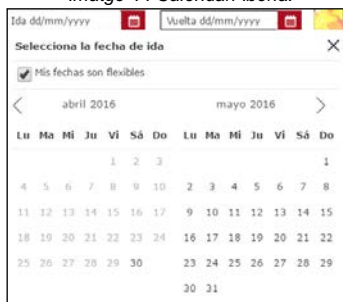 Imatge 14 Calendari Iberia.
Ida dd/mm/yyyy Vuelta dd/mm/yyyy
Selecciona la fecha de ida
Mis fechas son flexibles
abril 2016 mayo 2016
Lu Ma Mi Ju Vi Sá Do Lu Ma Mi Ju Vi Sá Do
1 2 3 1
4 5 6 7 8 9 10 2 3 4 5 6 7 8
11 12 13 14 15 16 17 9 10 11 12 13 14 15
18 19 20 21 22 23 24 16 17 18 19 20 21 22
25 26 27 28 29 30 23 24 25 26 27 28 29
30 31